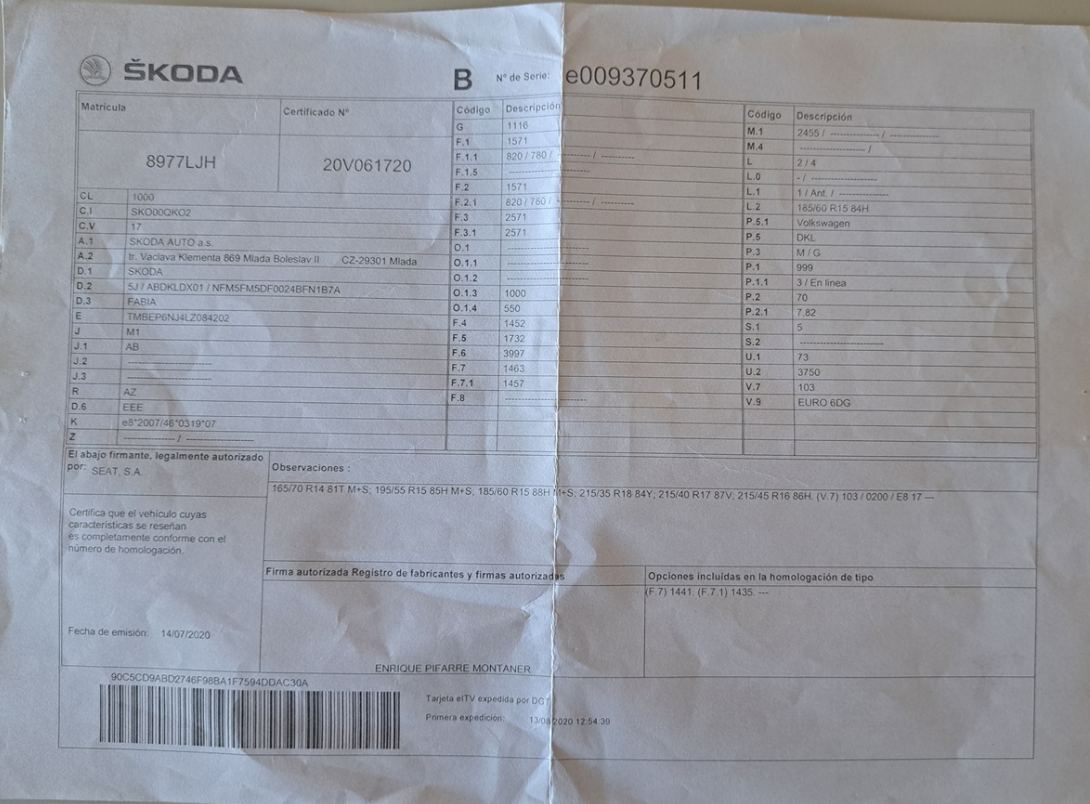 ŠKODA
B Nº de Serie: e009370511
Matrícula
8977LJH
Certificado Nº
20V061720
CL 1000
C.I SKO00QKO2
C.V 17
A.1 SKODA AUTO a.s.
A.2 tr. Vaclava Klementa 869 Mlada Boleslav II CZ-29301 Mlada
D.1 SKODA
D.2 5J / ABDKLDX01 / NFM5FM5DF0024BFN1B7A
D.3 FABIA
E TMBEP6NJ4LZ084202
J M1
J.1 AB
J.2 --------------------
J.3 --------------------
R AZ
D.6 EEE
K e8*2007/46*0319*07
Z ------------ / ----------------
Código Descripción
G 1116
F.1 1571
F.1.1 820 / 780 / --------- / ---------
F.1.5 --------------------
F.2 1571
F.2.1 820 / 780 / --------- / ---------
F.3 2571
F.3.1 2571
O.1 --------------------
O.1.1 --------------------
O.1.2 --------------------
O.1.3 1000
O.1.4 550
F.4 1452
F.5 1732
F.6 3997
F.7 1463
F.7.1 1457
F.8 --------------------
Código Descripción
M.1 2455 / ------------ / ------------
M.4 ------------------ /
L 2 / 4
L.0 - / ----------------
L.1 1 / Ant. / ------------
L.2 185/60 R15 84H
P.5.1 Volkswagen
P.5 DKL
P.3 M / G
P.1 999
P.1.1 3 / En línea
P.2 70
P.2.1 7.82
S.1 5
S.2 --------------------
U.1 73
U.2 3750
V.7 103
V.9 EURO 6DG
El abajo firmante, legalmente autorizado
por: SEAT, S.A.
Certifica que el vehículo cuyas
características se reseñan
es completamente conforme con el
número de homologación.
Fecha de emisión: 14/07/2020
Observaciones :
165/70 R14 81T M+S; 195/55 R15 85H M+S; 185/60 R15 88H M+S; 215/35 R18 84Y; 215/40 R17 87V; 215/45 R16 86H. (V.7) 103 / 0200 / E8 17 ---
Firma autorizada Registro de fabricantes y firmas autorizadas
ENRIQUE PIFARRE MONTANER
Opciones incluídas en la homologación de tipo
(F.7) 1441. (F.7.1) 1435. ---
90C5CD9ABD2746F98BA1F7594DDAC30A
Tarjeta eITV expedida por DGT
Primera expedición: 13/08/2020 12:54:39